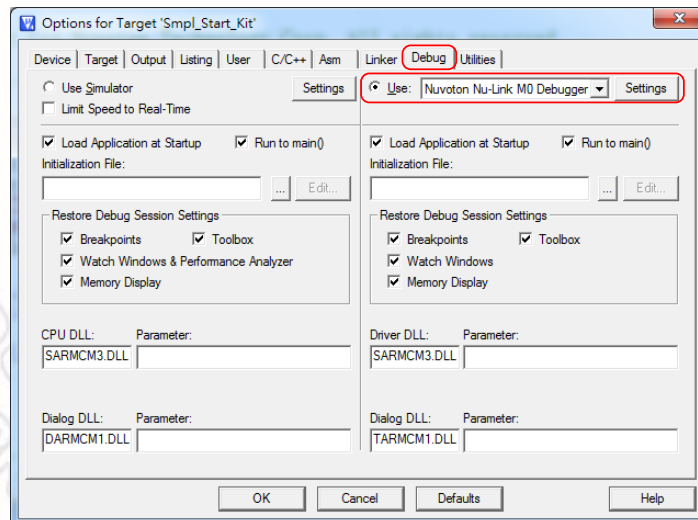 Options for Target 'Smpl_Start_Kit'
Device Target Output Listing User C/C++ Asm Linker Debug Utilities
Use Simulator Settings Use: Nuvoton Nu-Link M0 Debugger Settings
Limit Speed to Real-Time
Load Application at Startup Run to main() Load Application at Startup Run to main()
Initialization File: Initialization File:
... Edit... ... Edit...
Restore Debug Session Settings Restore Debug Session Settings
Breakpoints Toolbox Breakpoints Toolbox
Watch Windows & Performance Analyzer Watch Windows
Memory Display Memory Display
CPU DLL: Parameter: Driver DLL: Parameter:
SARMCM3.DLL SARMCM3.DLL
Dialog DLL: Parameter: Dialog DLL: Parameter:
DARMCM1.DLL TARMCM1.DLL
OK Cancel Defaults Help